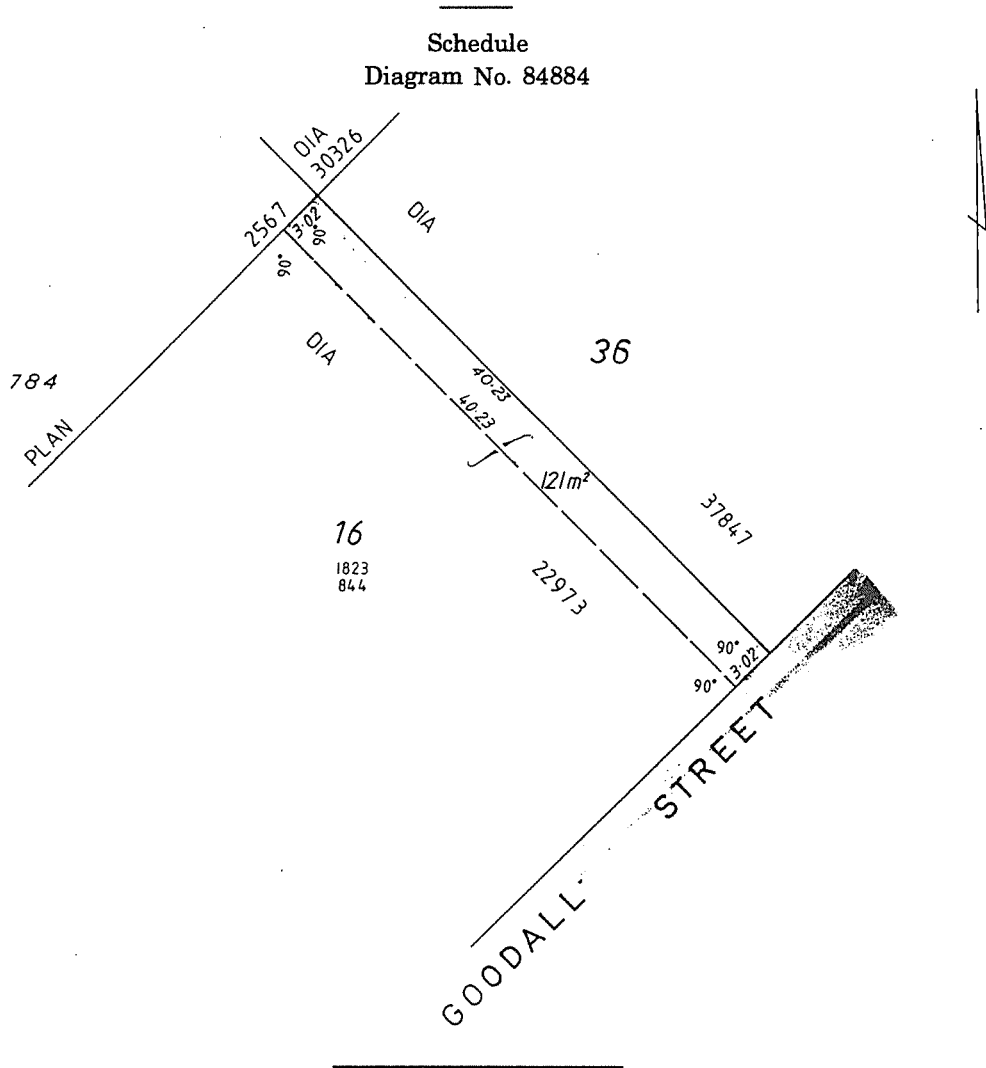 Schedule
Diagram No. 84884
DIA
30326
2567
3·02
90°
90°
DIA
DIA
36
784
PLAN
40·23
40·23
121m²
37847
16
1823
844
22973
90°
3·02
90°
GOODALL STREET